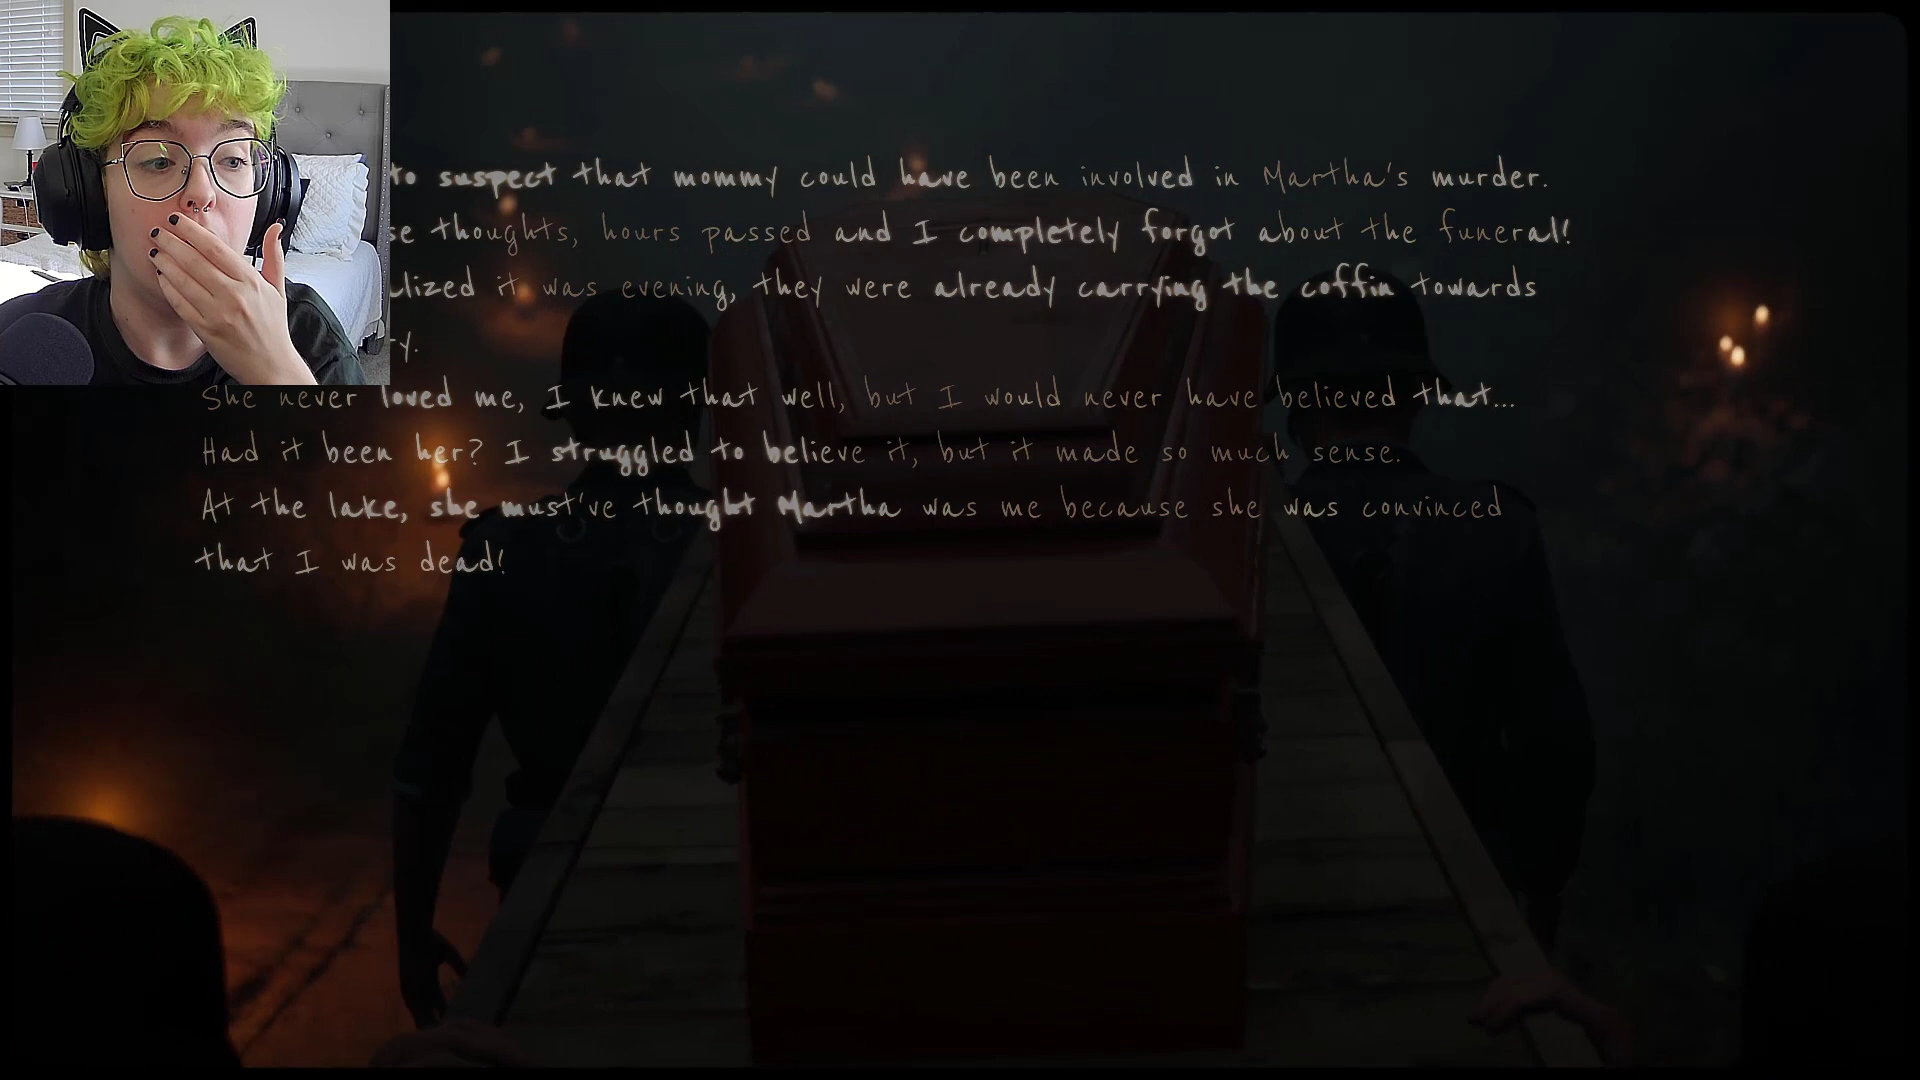 to suspect that mommy could have been involved in Martha's murder.
se thoughts, hours passed and I completely forgot about the funeral!
lized it was evening, they were already carrying the coffin towards
y.
She never loved me, I knew that well, but I would never have believed that...
Had it been her? I struggled to believe it, but it made so much sense.
At the lake, she must've thought Martha was me because she was convinced
that I was dead!